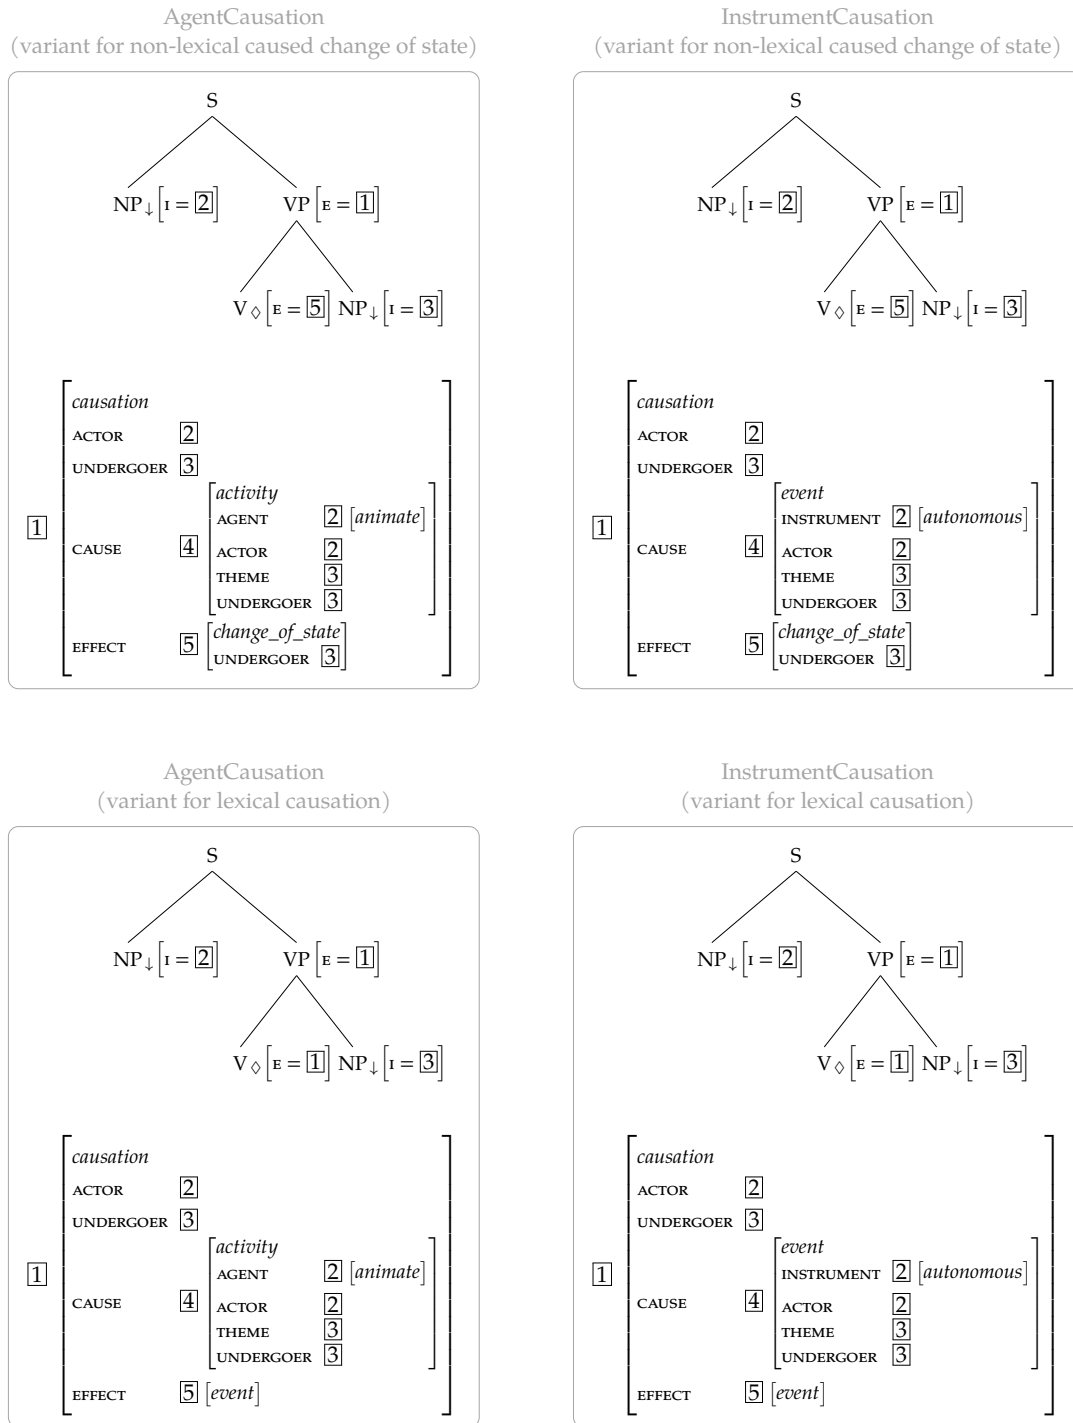 AgentCausation
(variant for non-lexical caused change of state)
S
NP↓[I = 2]
VP[E = 1]
V◊[E = 5] NP↓[I = 3]
1
causation
ACTOR 2
UNDERGOER 3
CAUSE 4
activity
AGENT 2 [animate]
ACTOR 2
THEME 3
UNDERGOER 3
EFFECT 5
change_of_state
UNDERGOER 3
InstrumentCausation
(variant for non-lexical caused change of state)
S
NP↓[I = 2]
VP[E = 1]
V◊[E = 5] NP↓[I = 3]
1
causation
ACTOR 2
UNDERGOER 3
CAUSE 4
event
INSTRUMENT 2 [autonomous]
ACTOR 2
THEME 3
UNDERGOER 3
EFFECT 5
change_of_state
UNDERGOER 3
AgentCausation
(variant for lexical causation)
S
NP↓[I = 2]
VP[E = 1]
V◊[E = 1] NP↓[I = 3]
1
causation
ACTOR 2
UNDERGOER 3
CAUSE 4
activity
AGENT 2 [animate]
ACTOR 2
THEME 3
UNDERGOER 3
EFFECT 5 [event]
InstrumentCausation
(variant for lexical causation)
S
NP↓[I = 2]
VP[E = 1]
V◊[E = 1] NP↓[I = 3]
1
causation
ACTOR 2
UNDERGOER 3
CAUSE 4
event
INSTRUMENT 2 [autonomous]
ACTOR 2
THEME 3
UNDERGOER 3
EFFECT 5 [event]